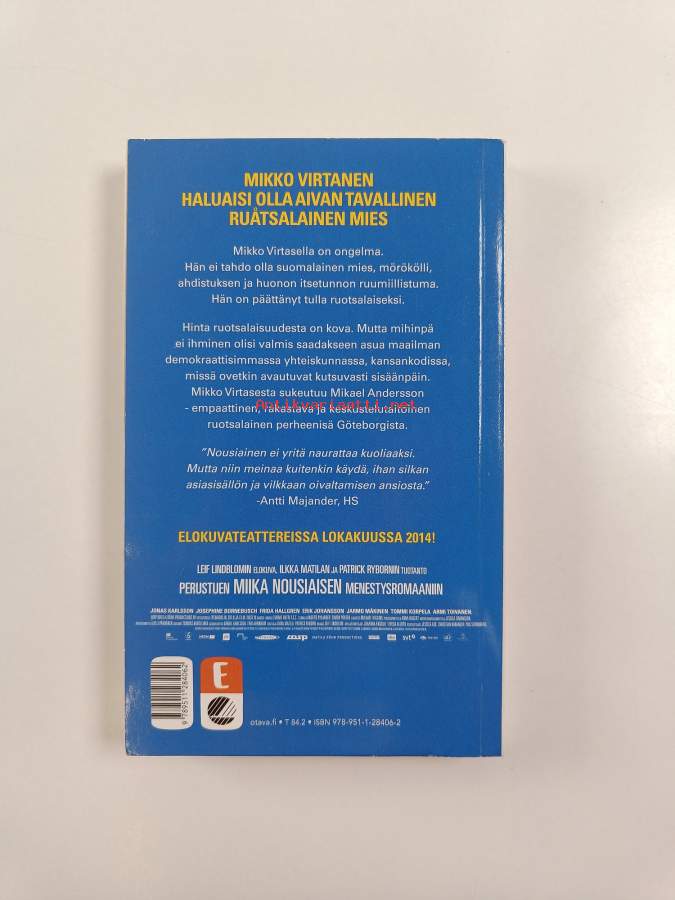 MIKKO VIRTANEN
HALUAISI OLLA AIVAN TAVALLINEN
RUÅTSALAINEN MIES
Mikko Virtasella on ongelma.
Hän ei tahdo olla suomalainen mies, mörökölli,
ahdistuksen ja huonon itsetunnon ruumiillistuma.
Hän on päättänyt tulla ruotsalaiseksi.
Hinta ruotsalaisuudesta on kova. Mutta mihinpä
ei ihminen olisi valmis saadakseen asua maailman
demokraattisimmassa yhteiskunnassa, kansankodissa,
missä ovetkin avautuvat kutsuvasti sisäänpäin.
Mikko Virtasesta sukeutuu Mikael Andersson
Antikvariaatti.net
- empaattinen, rakastava ja keskustelutaitoinen
ruotsalainen perheenisä Göteborgista.
"Nousiainen ei yritä naurattaa kuoliaaksi.
Mutta niin meinaa kuitenkin käydä, ihan silkan
asiasisällön ja vilkkaan oivaltamisen ansiosta."
-Antti Majander, HS
ELOKUVATEATTEREISSA LOKAKUUSSA 2014!
LEIF LINDBLOMIN ELOKUVA, ILKKA MATILAN JA PATRICK RYBORNIN TUOTANTO
PERUSTUEN MIIKA NOUSIAISEN MENESTYSROMAANIIN
JONAS KARLSSON JOSEPHINE BORNEBUSCH FRIDA HALLGREN ERIK JOHANSSON JARMO MÄKINEN TOMMI KORPELA ARMI TOIVANEN
svt
E
9 789511 284062
otava.fi • T 84.2 • ISBN 978-951-1-28406-2